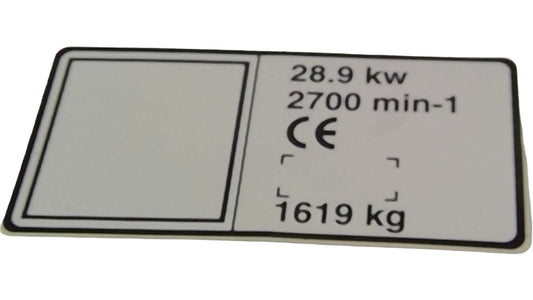 28.9 kw
2700 min-1
CE
1619 kg